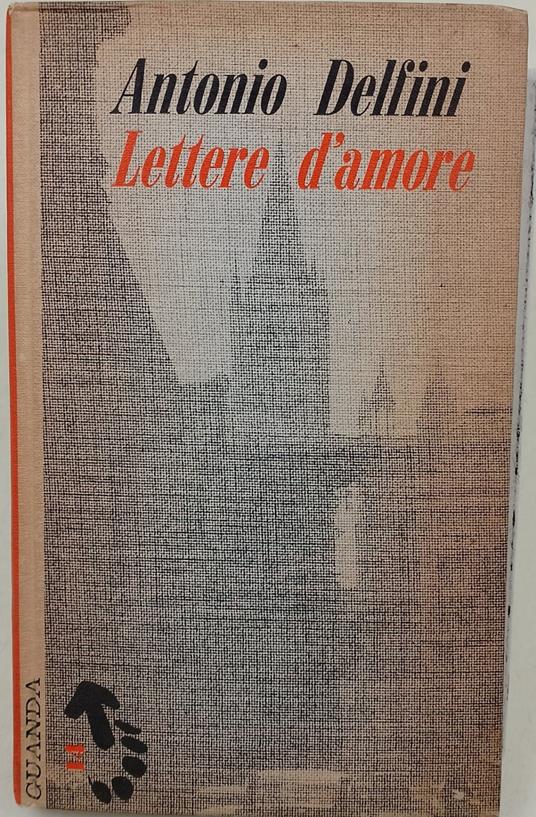 Antonio Delfini
Lettere d'amore
GUANDA
11